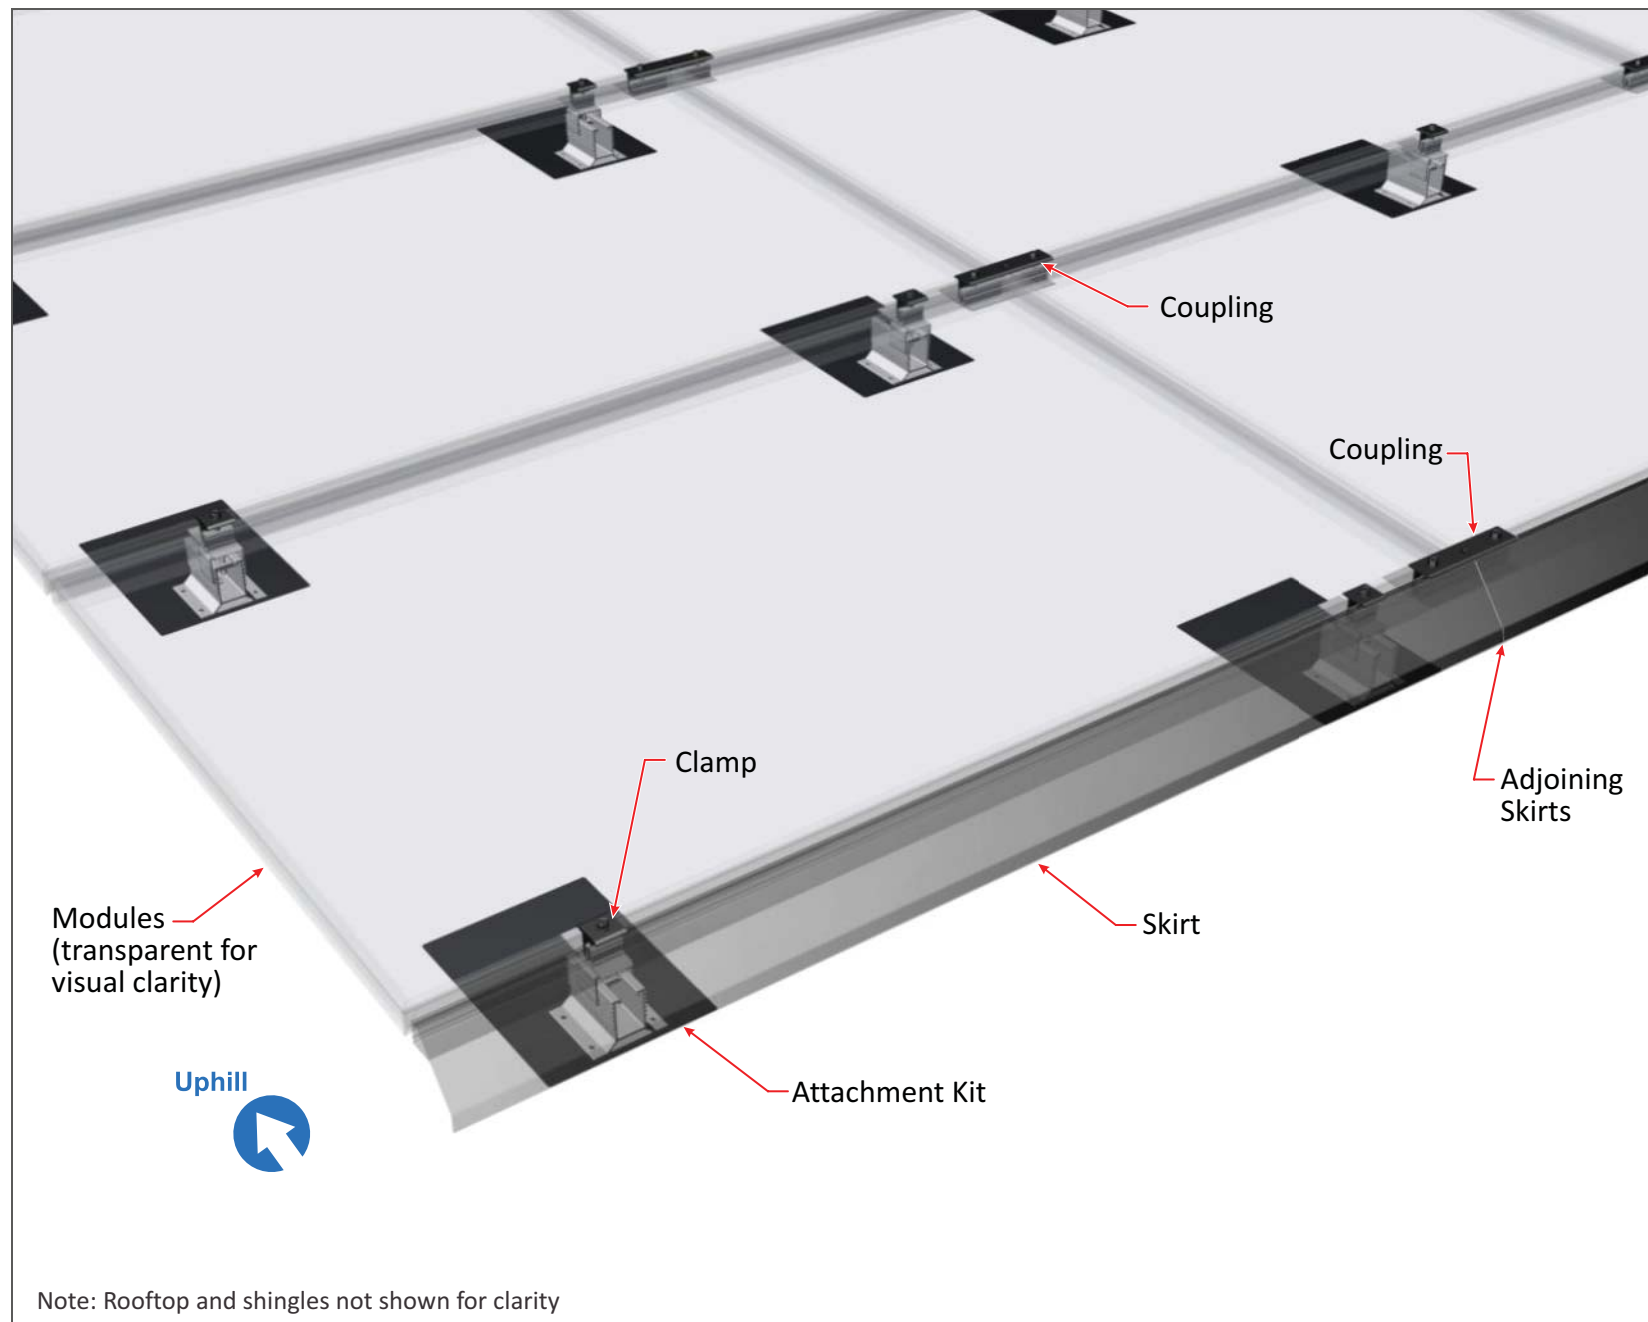 Coupling
Coupling
Clamp
Adjoining
Skirts
Modules
(transparent for
visual clarity)
Skirt
Uphill
Attachment Kit
Note: Rooftop and shingles not shown for clarity